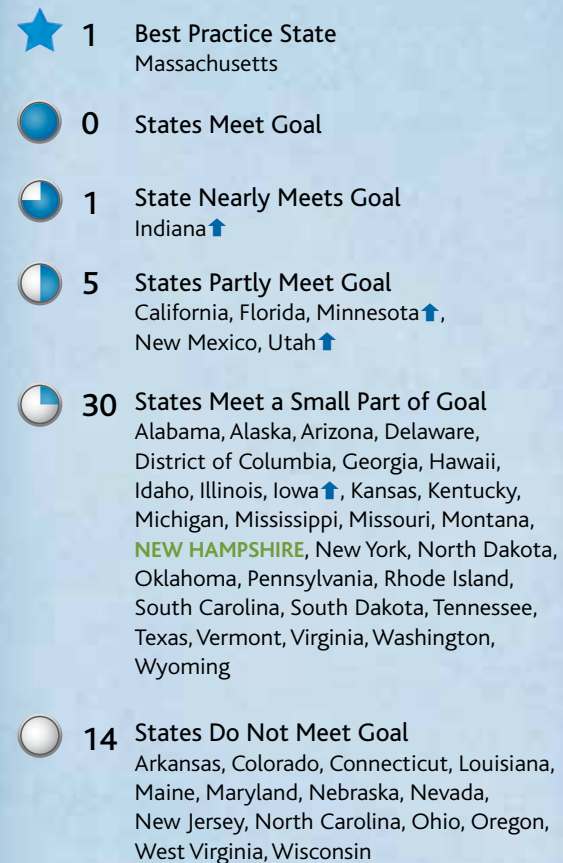 1 Best Practice State
Massachusetts
0 States Meet Goal
1 State Nearly Meets Goal
Indiana⬆
5 States Partly Meet Goal
California, Florida, Minnesota⬆,
New Mexico, Utah⬆
30 States Meet a Small Part of Goal
Alabama, Alaska, Arizona, Delaware,
District of Columbia, Georgia, Hawaii,
Idaho, Illinois, Iowa⬆, Kansas, Kentucky,
Michigan, Mississippi, Missouri, Montana,
NEW HAMPSHIRE, New York, North Dakota,
Oklahoma, Pennsylvania, Rhode Island,
South Carolina, South Dakota, Tennessee,
Texas, Vermont, Virginia, Washington,
Wyoming
14 States Do Not Meet Goal
Arkansas, Colorado, Connecticut, Louisiana,
Maine, Maryland, Nebraska, Nevada,
New Jersey, North Carolina, Ohio, Oregon,
West Virginia, Wisconsin